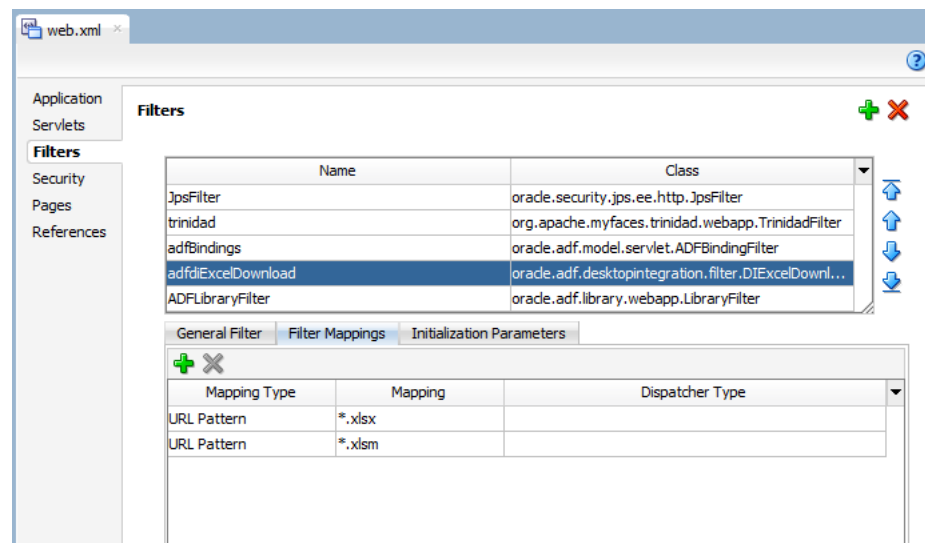 web.xml
Application
Servlets
Filters
Security
Pages
References
Filters
Name Class
JpsFilter oracle.security.jps.ee.http.JpsFilter
trinidad org.apache.myfaces.trinidad.webapp.TrinidadFilter
adfBindings oracle.adf.model.servlet.ADFBindingFilter
adfdiExcelDownload oracle.adf.desktopintegration.filter.DIExcelDownl...
ADFLibraryFilter oracle.adf.library.webapp.LibraryFilter
General Filter Filter Mappings Initialization Parameters
Mapping Type Mapping Dispatcher Type
URL Pattern *.xlsx
URL Pattern *.xlsm